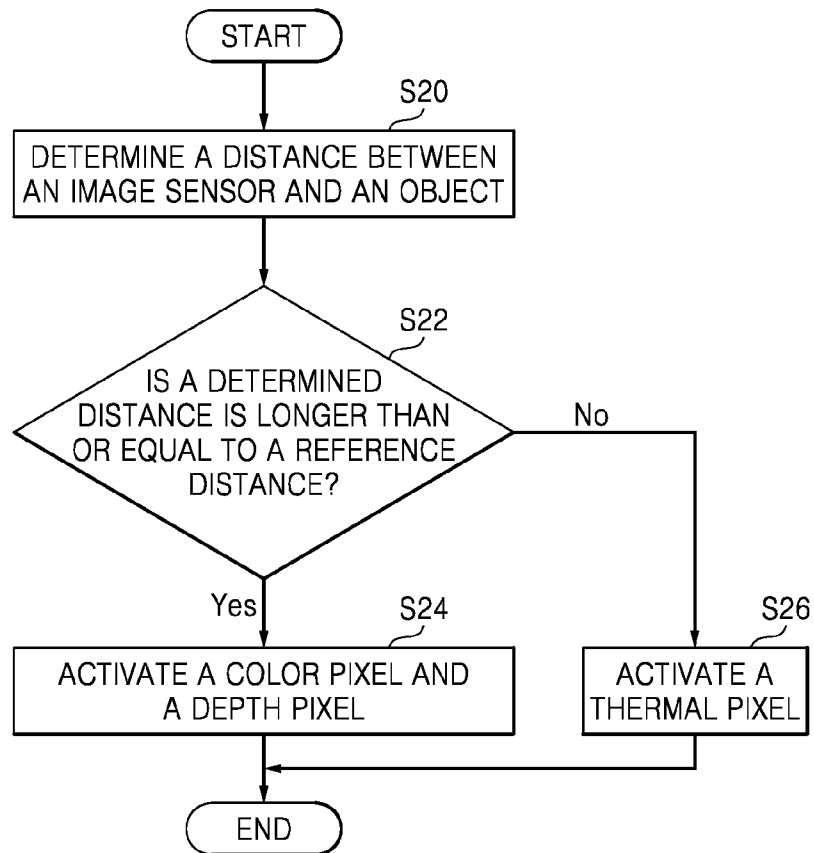 START
S20
DETERMINE A DISTANCE BETWEEN
AN IMAGE SENSOR AND AN OBJECT
S22
IS A DETERMINED
DISTANCE IS LONGER THAN
OR EQUAL TO A REFERENCE
DISTANCE?
No
Yes
S24
ACTIVATE A COLOR PIXEL AND
A DEPTH PIXEL
S26
ACTIVATE A
THERMAL PIXEL
END